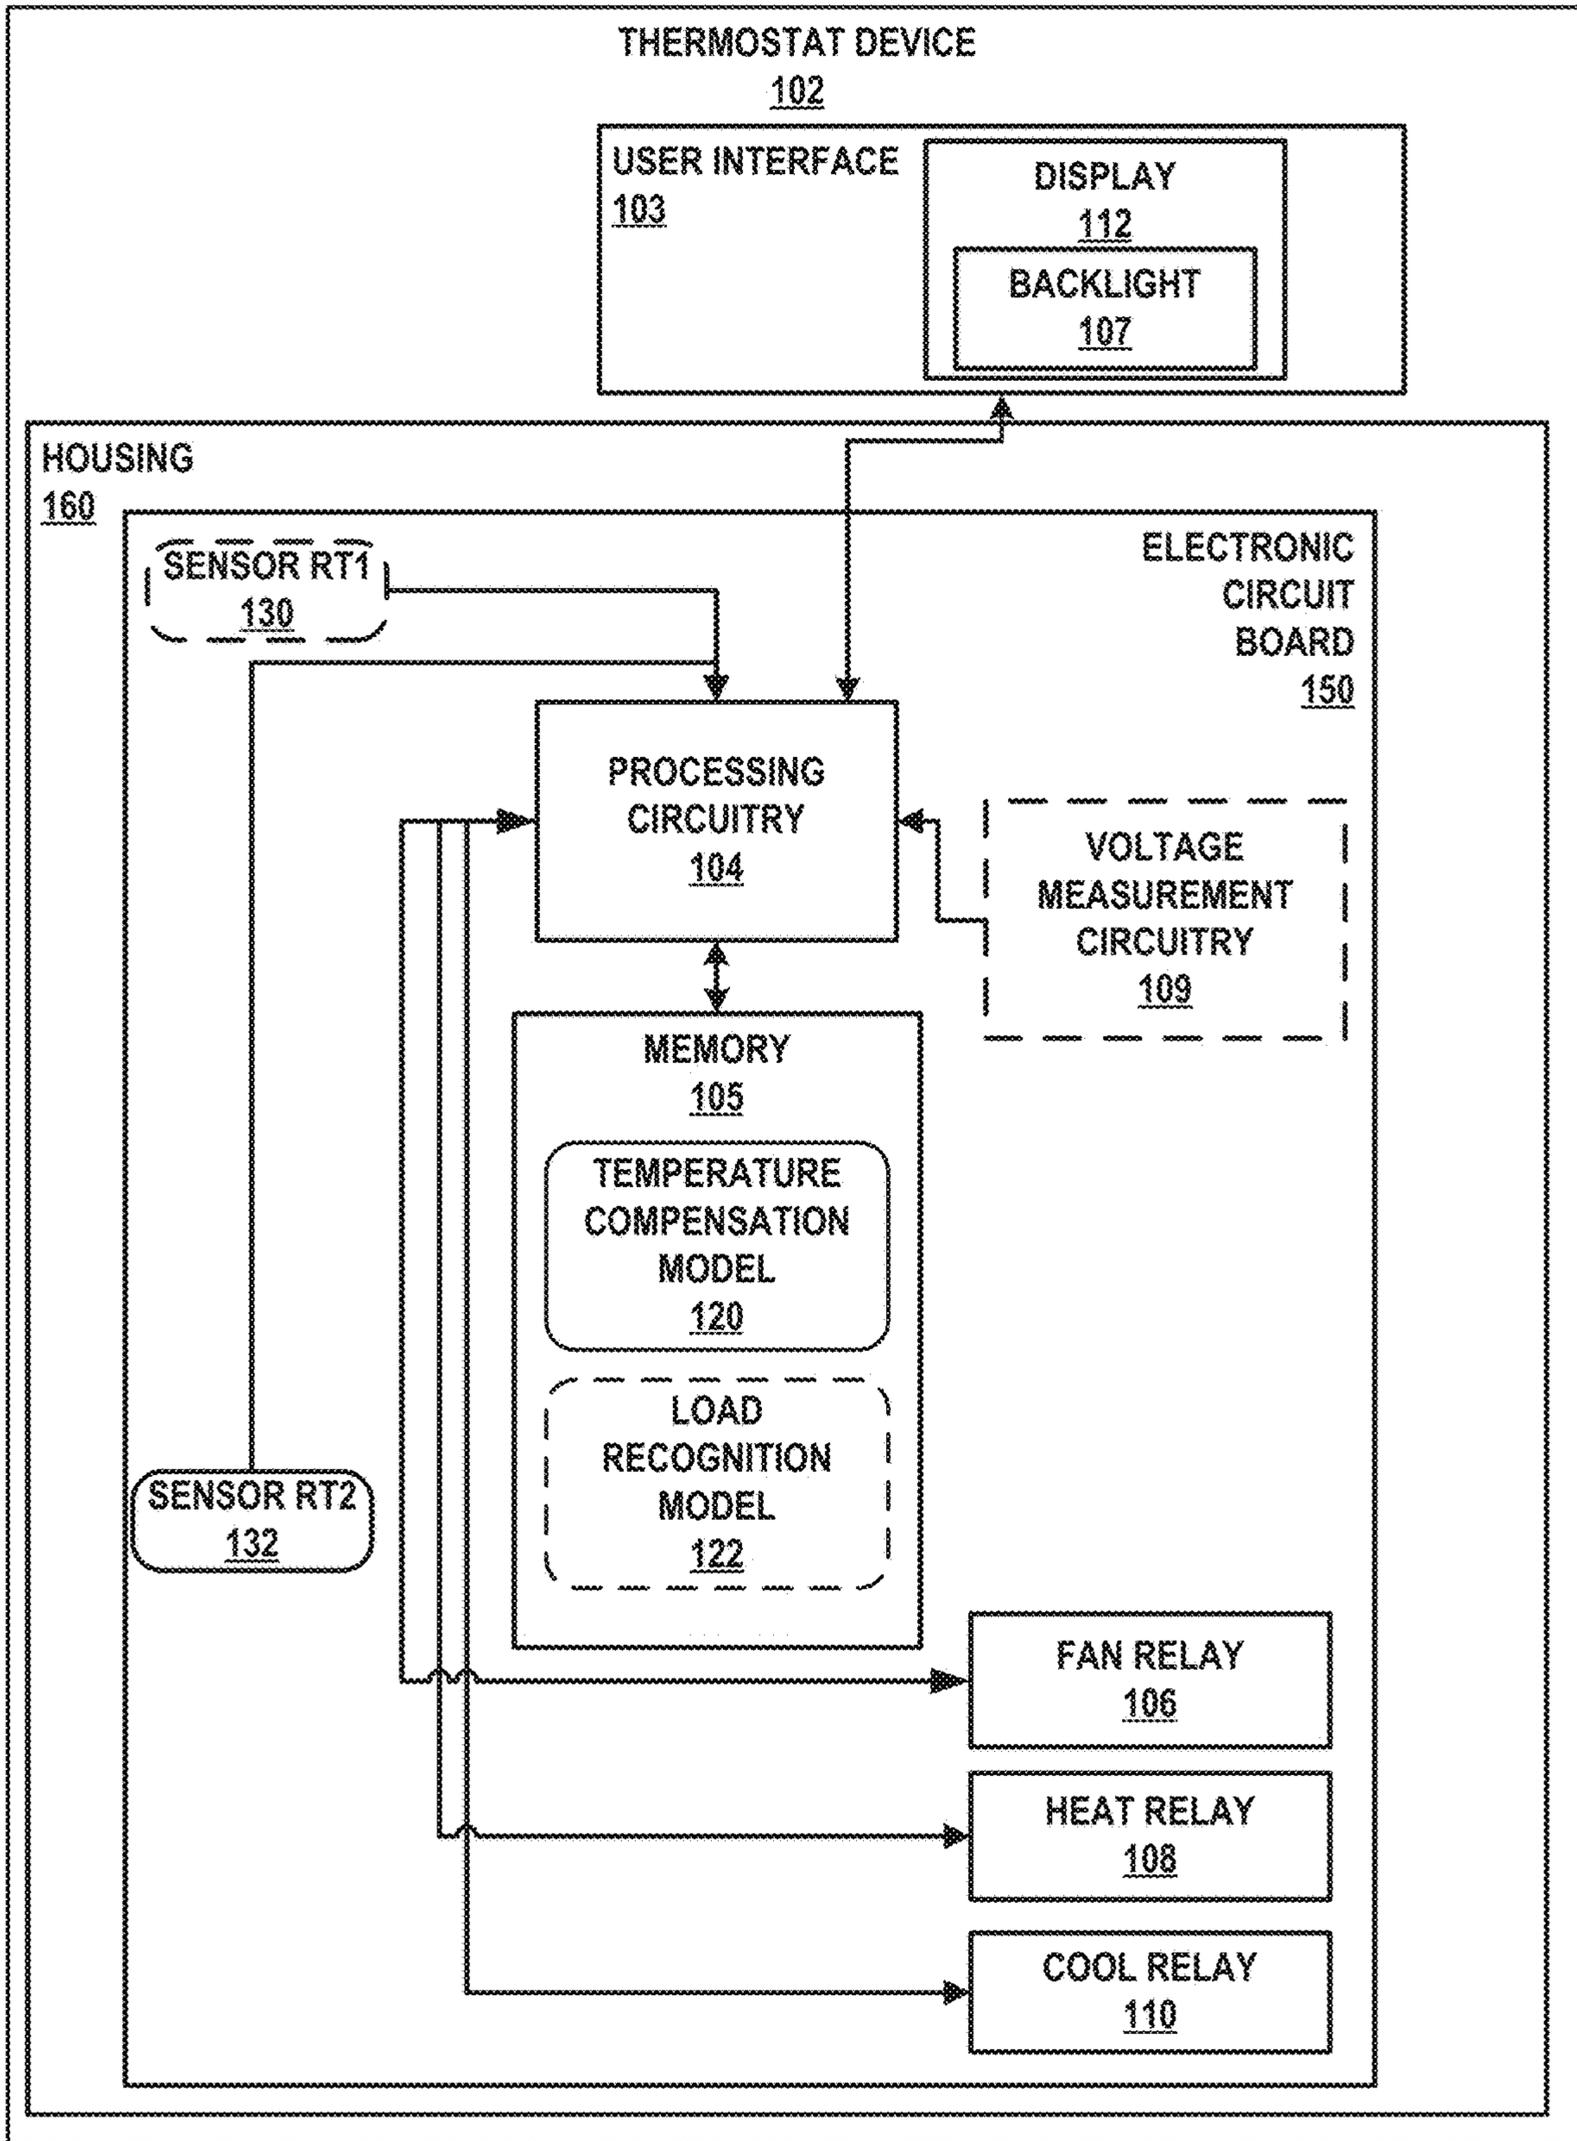 THERMOSTAT DEVICE
102
USER INTERFACE
103
DISPLAY
112
BACKLIGHT
107
HOUSING
160
ELECTRONIC
CIRCUIT
BOARD
150
SENSOR RT1
130
PROCESSING
CIRCUITRY
104
VOLTAGE
MEASUREMENT
CIRCUITRY
109
MEMORY
105
TEMPERATURE
COMPENSATION
MODEL
120
LOAD
RECOGNITION
MODEL
122
SENSOR RT2
132
FAN RELAY
106
HEAT RELAY
108
COOL RELAY
110